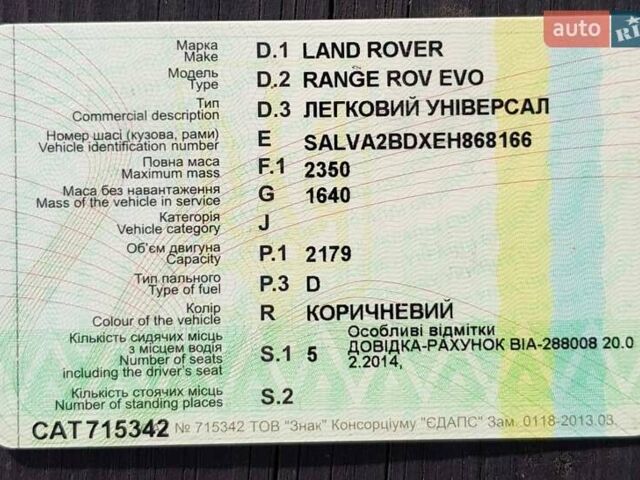 auto RIA
Марка D.1 LAND ROVER
Make
Модель D.2 RANGE ROV EVO
Type
Тип D.3 ЛЕГКОВИЙ УНІВЕРСАЛ
Commercial description
Номер шасі (кузова, рами) E SALVA2BDXEH868166
Vehicle identification number
Повна маса F.1 2350
Maximum mass
Маса без навантаження G 1640
Mass of the vehicle in service
Категорія J
Vehicle category
Об'єм двигуна P.1 2179
Capacity
Тип пального P.3 D
Type of fuel
Колір R КОРИЧНЕВИЙ
Colour of the vehicle
Кількість сидячих місць Особливі відмітки
з місцем водія S.1 5 ДОВІДКА-РАХУНОК ВІА-288008 20.0
Number of seats 2.2014,
including the driver's seat
Кількість стоячих місць S.2
Number of standing places
САТ715342 № 715342 ТОВ "Знак" Консорціуму "ЄДАПС" Зам. 0118-2013.03.